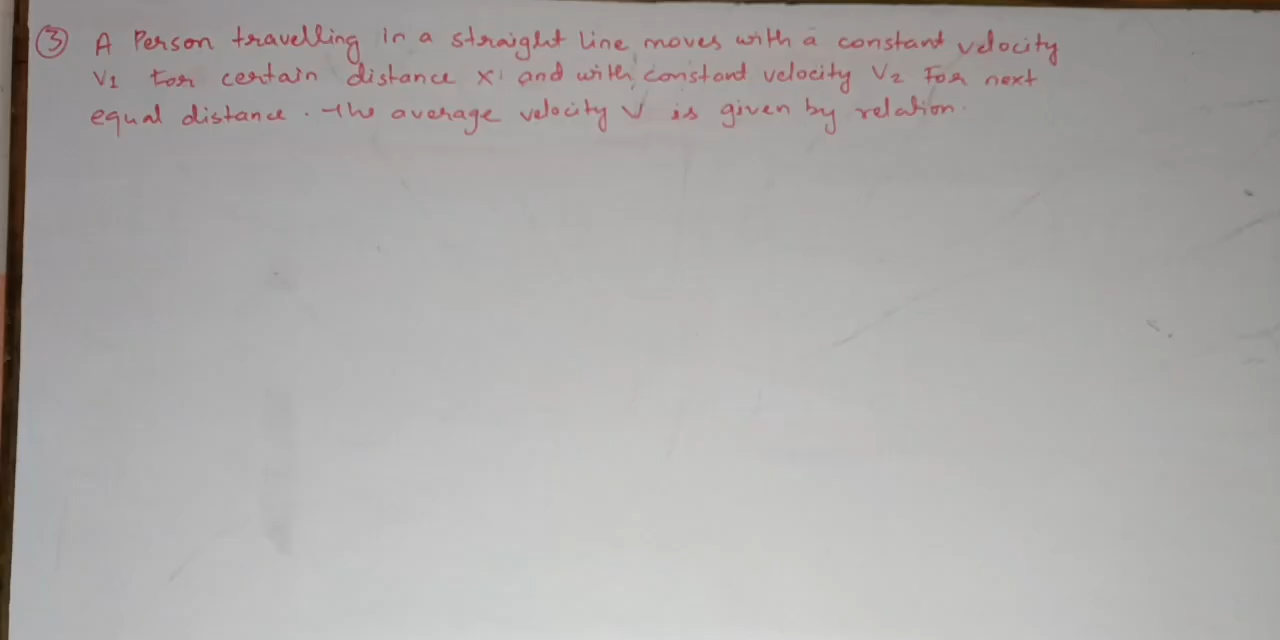 ③ A Person travelling in a straight line moves with a constant velocity
V1 For certain distance 'x' and with constant velocity V2 For next
equal distance. The average velocity V is given by relation.